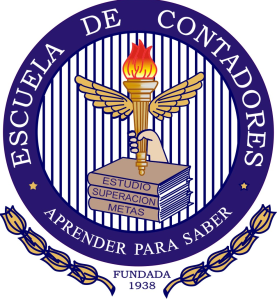 ESCUELA DE CONTADORES
ESTUDIO
SUPERACION
METAS
APRENDER PARA SABER
FUNDADA
1938